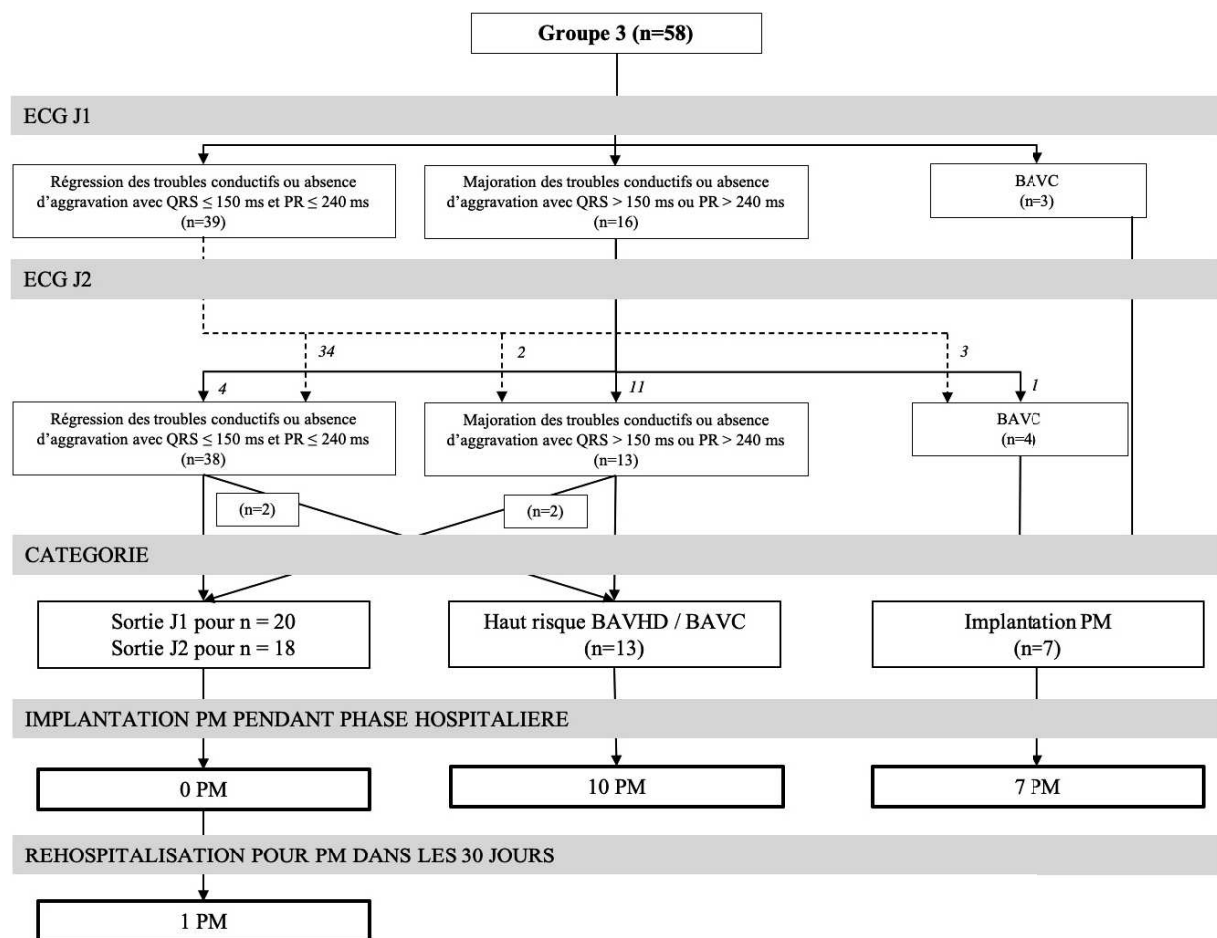 Groupe 3 (n=58)
ECG J1
Régression des troubles conductifs ou absence
d'aggravation avec QRS ≤ 150 ms et PR ≤ 240 ms
(n=39)
Majoration des troubles conductifs ou absence
d'aggravation avec QRS > 150 ms ou PR > 240 ms
(n=16)
BAVC
(n=3)
ECG J2
34
2
3
4
11
1
Régression des troubles conductifs ou absence
d'aggravation avec QRS ≤ 150 ms et PR ≤ 240 ms
(n=38)
Majoration des troubles conductifs ou absence
d'aggravation avec QRS > 150 ms ou PR > 240 ms
(n=13)
BAVC
(n=4)
(n=2)
(n=2)
CATEGORIE
Sortie J1 pour n = 20
Sortie J2 pour n = 18
Haut risque BAVHD / BAVC
(n=13)
Implantation PM
(n=7)
IMPLANTATION PM PENDANT PHASE HOSPITALIERE
0 PM
10 PM
7 PM
REHOSPITALISATION POUR PM DANS LES 30 JOURS
1 PM